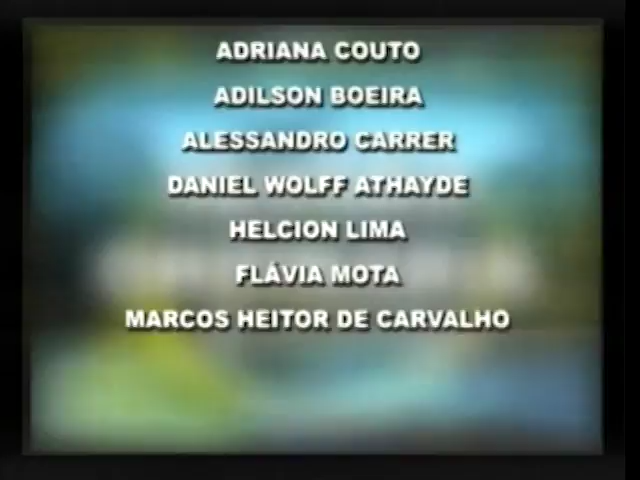 ADRIANA COUTO
ADILSON BOEIRA
ALESSANDRO CARRER
DANIEL WOLFF ATHAYDE
HELCION LIMA
FLÁVIA MOTA
MARCOS HEITOR DE CARVALHO